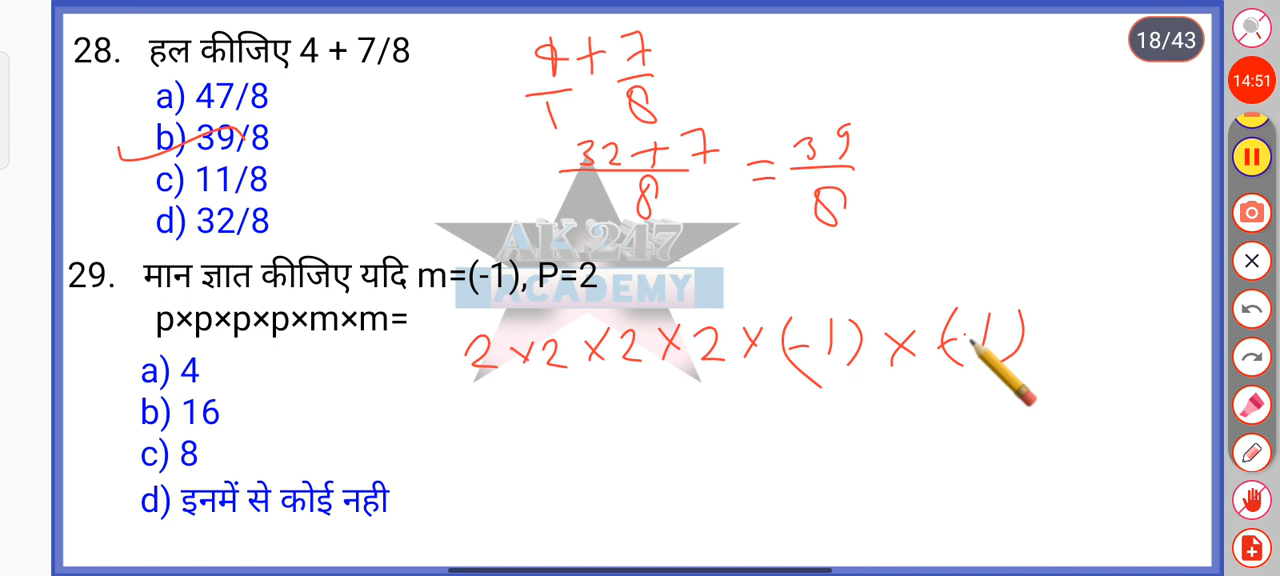 18/43
14:51
28. हल कीजिए 4 + 7/8
a) 47/8
b) 39/8
c) 11/8
d) 32/8
4/1 + 7/8
32+7/8 = 39/8
AK 247
ACADEMY
29. मान ज्ञात कीजिए यदि m=(-1), P=2
p×p×p×p×m×m=
2×2×2×2×(-1)×(-1)
a) 4
b) 16
c) 8
d) इनमें से कोई नही